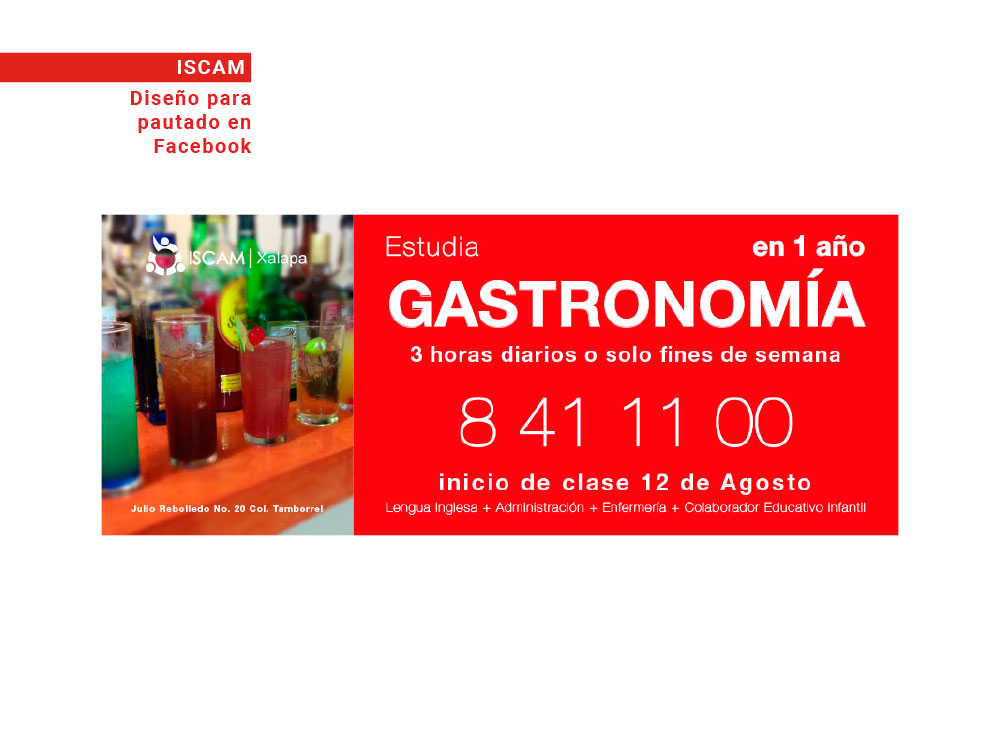 ISCAM
Diseño para
pautado en
Facebook
ISCAM | Xalapa
Julio Rebolledo No. 20 Col. Tamborrel
Estudia en 1 año
GASTRONOMÍA
3 horas diarios o solo fines de semana
8 41 11 00
inicio de clase 12 de Agosto
Lengua Inglesa + Administración + Enfermería + Colaborador Educativo Infantil